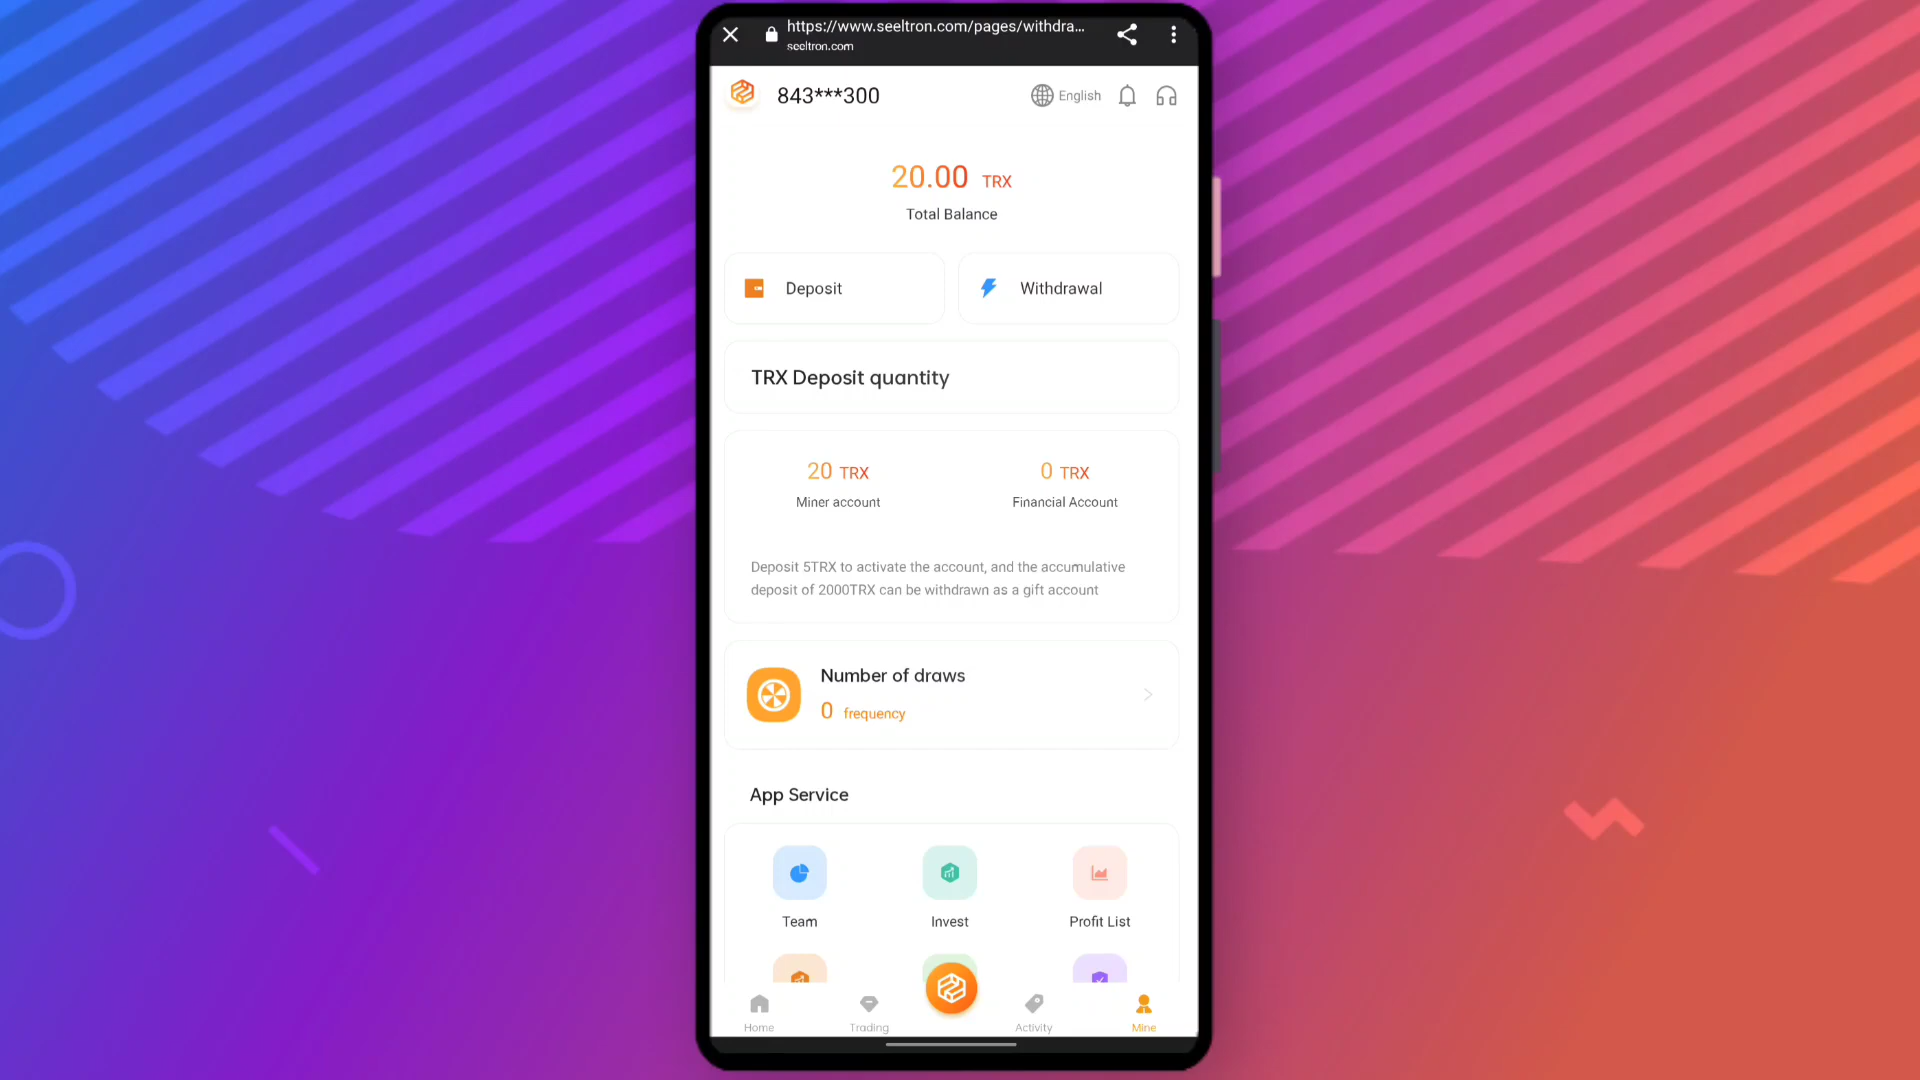 https://www.seeltron.com/pages/withdra...
seeltron.com
843***300
English
20.00 TRX
Total Balance
Deposit
Withdrawal
TRX Deposit quantity
20 TRX
0 TRX
Miner account
Financial Account
Deposit 5TRX to activate the account, and the accumulative
deposit of 2000TRX can be withdrawn as a gift account
Number of draws
0 frequency
App Service
Team
Invest
Profit List
Home
Trading
Activity
Mine